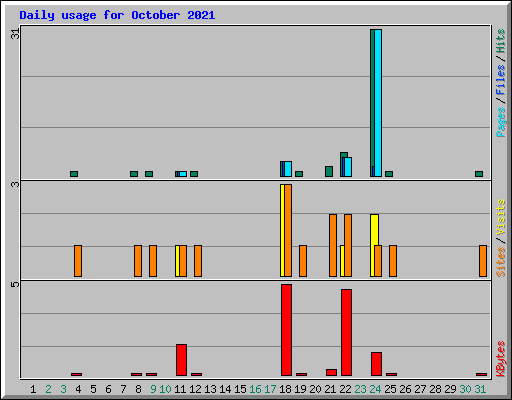 Daily usage for October 2021
31
3
5
Pages/Files/Hits
Sites/Visits
KBytes
1 2 3 4 5 6 7 8 9 10 11 12 13 14 15 16 17 18 19 20 21 22 23 24 25 26 27 28 29 30 31